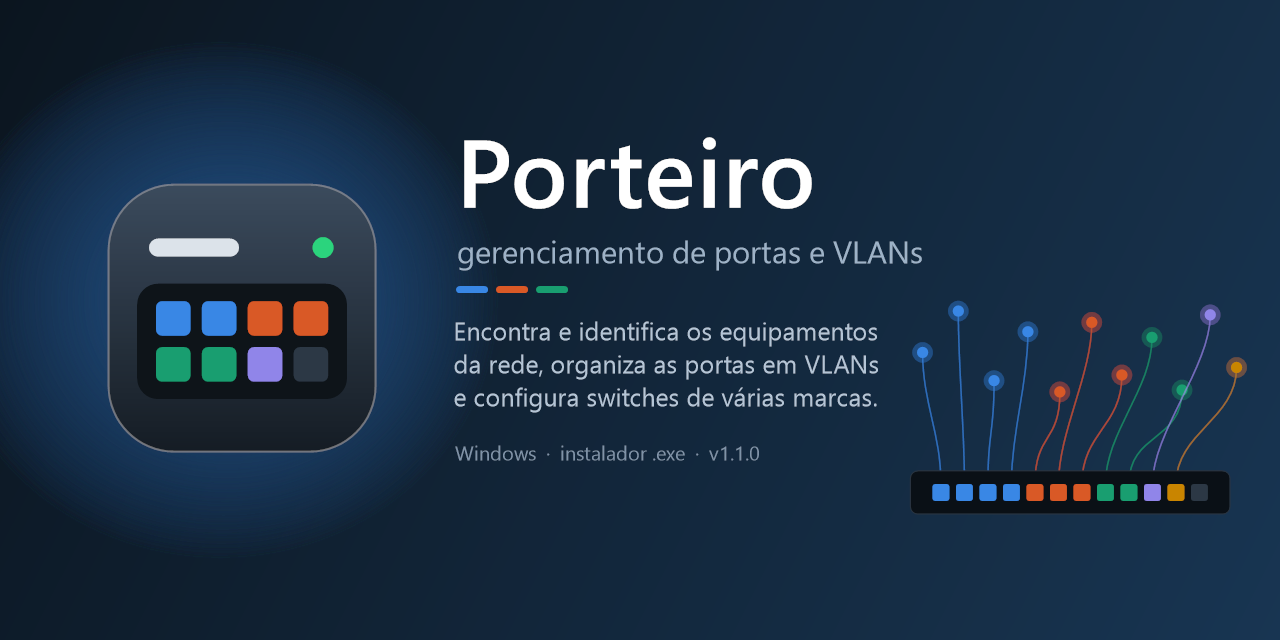 Porteiro
gerenciamento de portas e VLANs
Encontra e identifica os equipamentos
da rede, organiza as portas em VLANs
e configura switches de várias marcas.
Windows · instalador .exe · v1.1.0